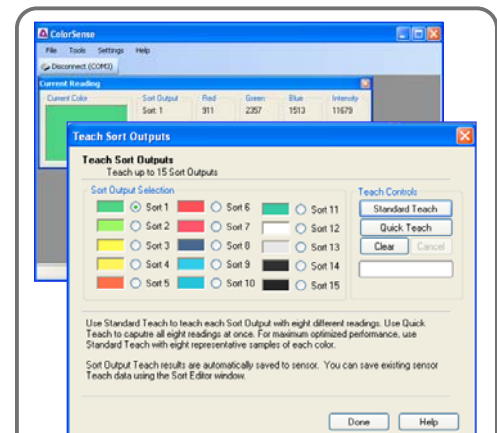 ColorSense
File Tools Settings Help
Disconnect (COM3)
Current Reading
Current Color Sort Output Red Green Blue Intensity
Sort: 1 911 2357 1513 11679
Teach Sort Outputs
Teach Sort Outputs
Teach up to 15 Sort Outputs
Sort Output Selection Teach Controls
Sort 1 Sort 6 Sort 11 Standard Teach
Sort 2 Sort 7 Sort 12 Quick Teach
Sort 3 Sort 8 Sort 13 Clear Cancel
Sort 4 Sort 9 Sort 14
Sort 5 Sort 10 Sort 15
Use Standard Teach to teach each Sort Output with eight different readings. Use Quick
Teach to caputre all eight readings at once. For maximum optimized performance, use
Standard Teach with eight representative samples of each color.
Sort Output Teach results are automatically saved to sensor. You can save existing sensor
Teach data using the Sort Editor window.
Done Help